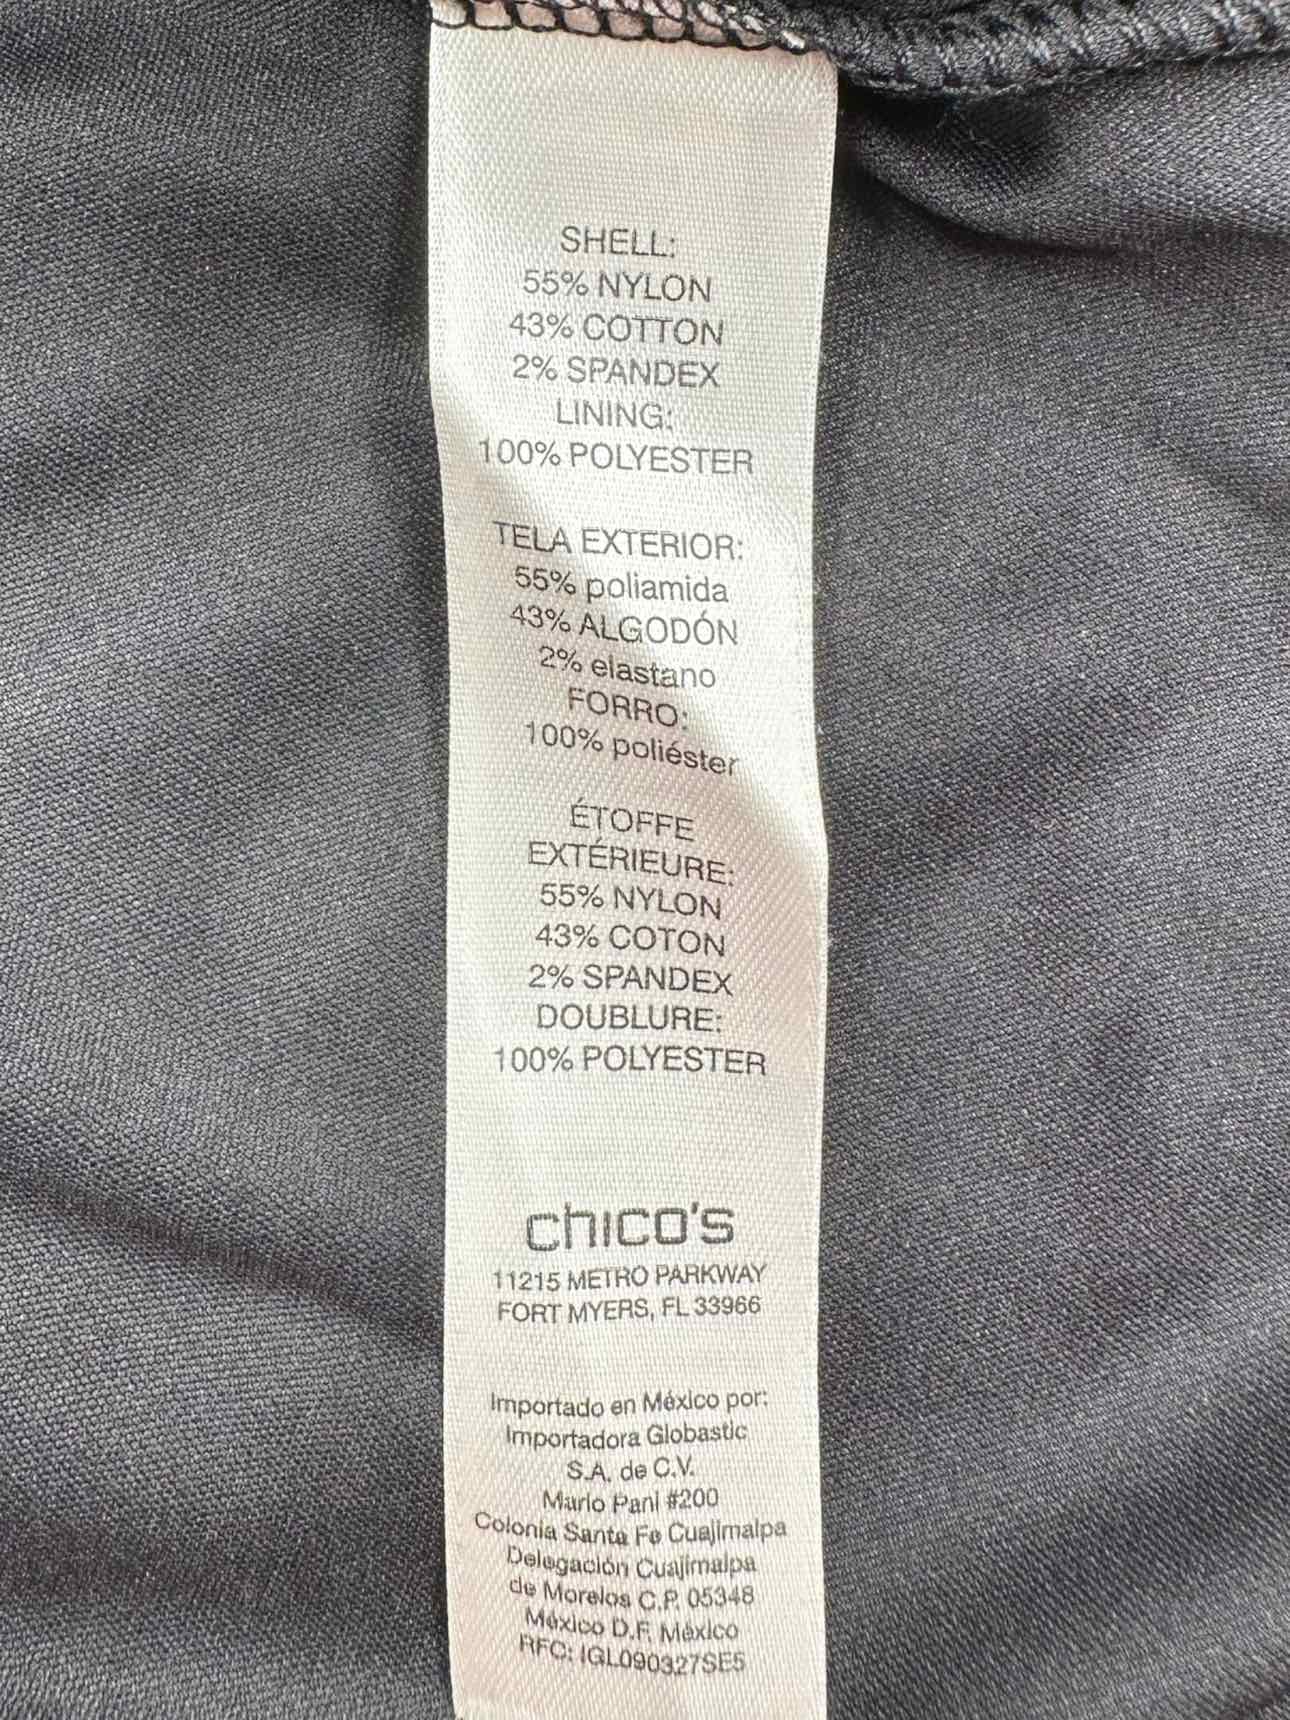 SHELL:
55% NYLON
43% COTTON
2% SPANDEX
LINING:
100% POLYESTER
TELA EXTERIOR:
55% poliamida
43% ALGODÓN
2% elastano
FORRO:
100% poliéster
ÉTOFFE
EXTÉRIEURE:
55% NYLON
43% COTON
2% SPANDEX
DOUBLURE:
100% POLYESTER
chico's
11215 METRO PARKWAY
FORT MYERS, FL 33966
Importado en México por:
Importadora Globastic
S.A. de C.V.
Mario Pani #200
Colonia Santa Fe Cuajimalpa
Delegación Cuajimalpa
de Morelos C.P. 05348
México D.F. México
RFC: IGL090327SE5